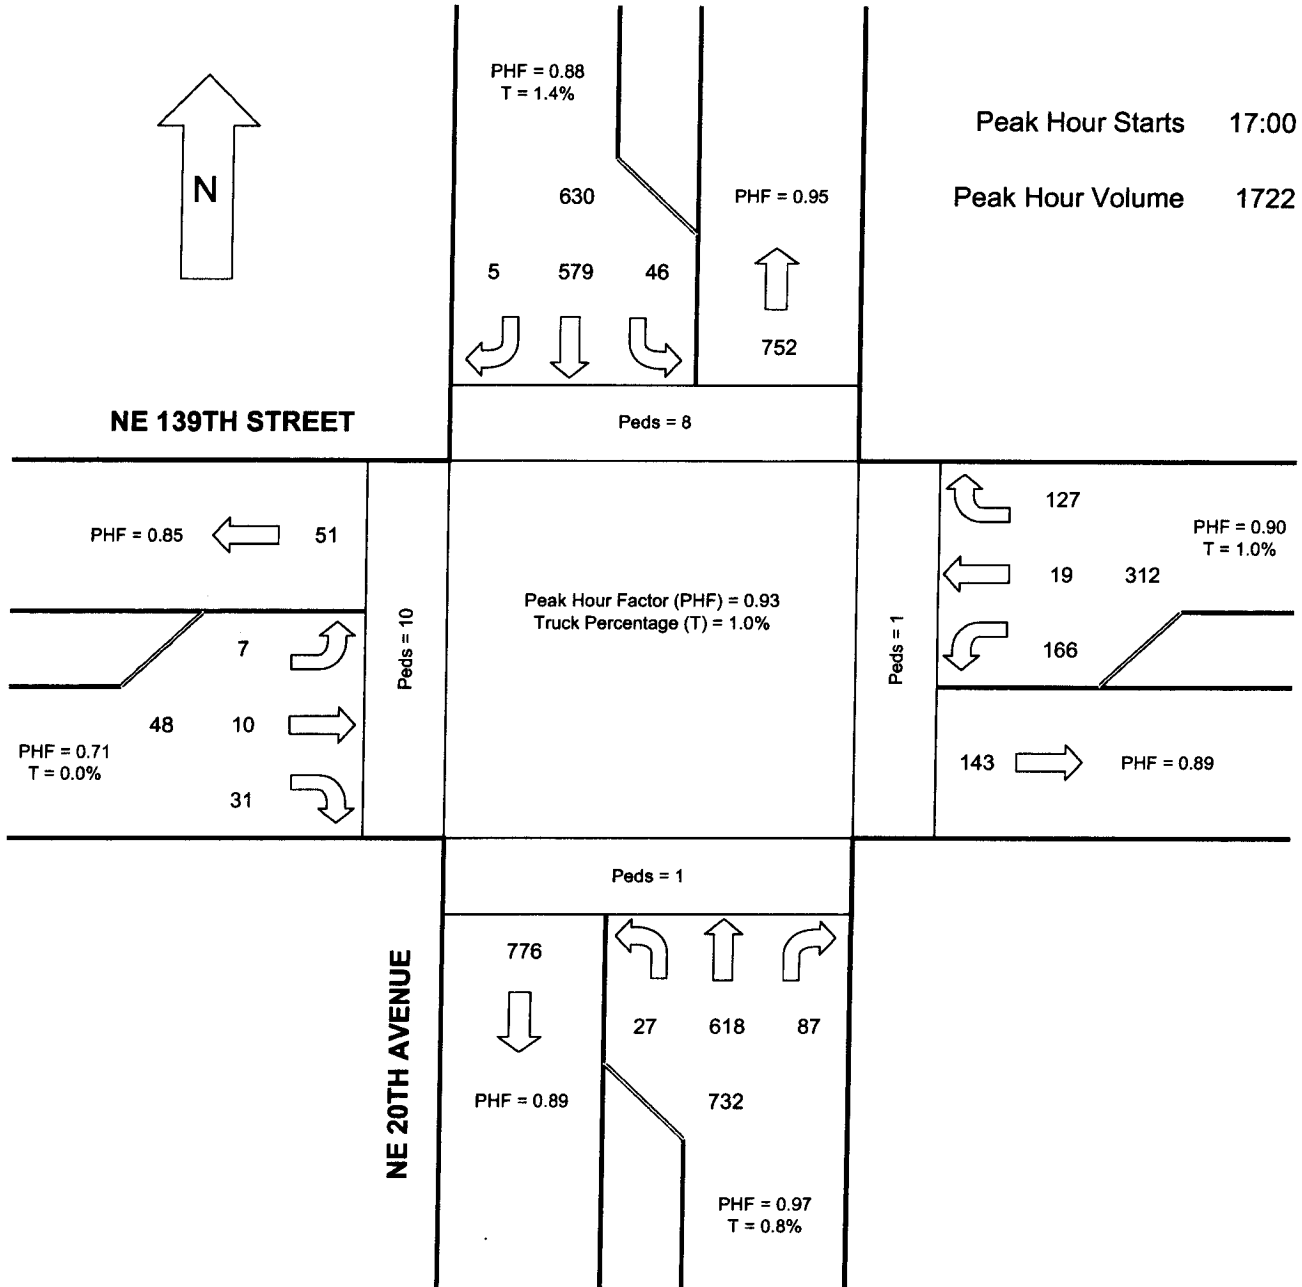 PHF = 0.88
T = 1.4%
Peak Hour Starts 17:00
N
630
PHF = 0.95
Peak Hour Volume 1722
5 579 46
752
NE 139TH STREET
Peds = 8
127
PHF = 0.85 51
PHF = 0.90
T = 1.0%
19 312
Peak Hour Factor (PHF) = 0.93
Truck Percentage (T) = 1.0%
Peds = 10
Peds = 1
7
166
48 10
PHF = 0.71
T = 0.0%
31
143 PHF = 0.89
Peds = 1
776
NE 20TH AVENUE
27 618 87
PHF = 0.89
732
PHF = 0.97
T = 0.8%